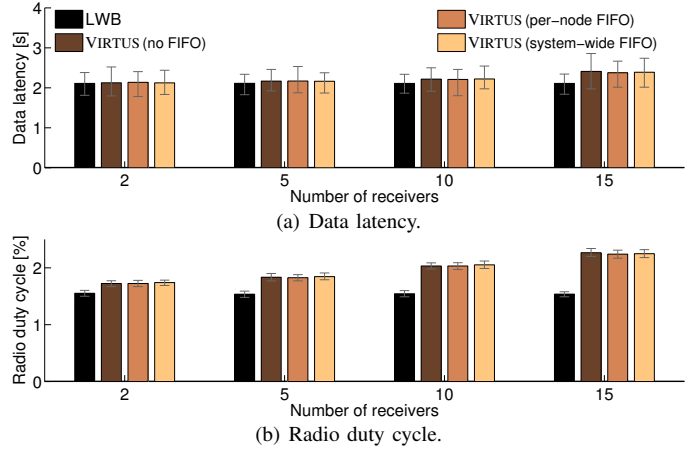 4
3
2
1
0
Data latency [s]
LWB
VIRTUS (no FIFO)
VIRTUS (per−node FIFO)
VIRTUS (system−wide FIFO)
2 5 10 15
Number of receivers
(a) Data latency.
2
1
0
Radio duty cycle [%]
2 5 10 15
Number of receivers
(b) Radio duty cycle.